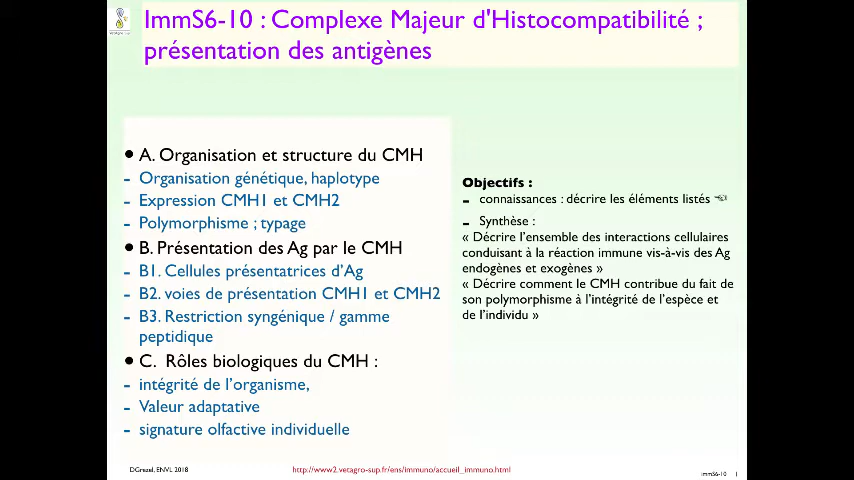 ImmS6-10 : Complexe Majeur d'Histocompatibilité ;
présentation des antigènes
• A. Organisation et structure du CMH
- Organisation génétique, haplotype
- Expression CMH1 et CMH2
- Polymorphisme ; typage
• B. Présentation des Ag par le CMH
- B1. Cellules présentatrices d'Ag
- B2. voies de présentation CMH1 et CMH2
- B3. Restriction syngénique / gamme
peptidique
• C. Rôles biologiques du CMH :
- intégrité de l'organisme,
- Valeur adaptative
- signature olfactive individuelle
Objectifs :
- connaissances : décrire les éléments listés ☜
- Synthèse :
« Décrire l'ensemble des interactions cellulaires
conduisant à la réaction immune vis-à-vis des Ag
endogènes et exogènes »
« Décrire comment le CMH contribue du fait de
son polymorphisme à l'intégrité de l'espèce et
de l'individu »
DGrezel, ENVL 2018
http://www2.vetagro-sup.fr/ens/immuno/accueil_immuno.html
ImmS6-10 1